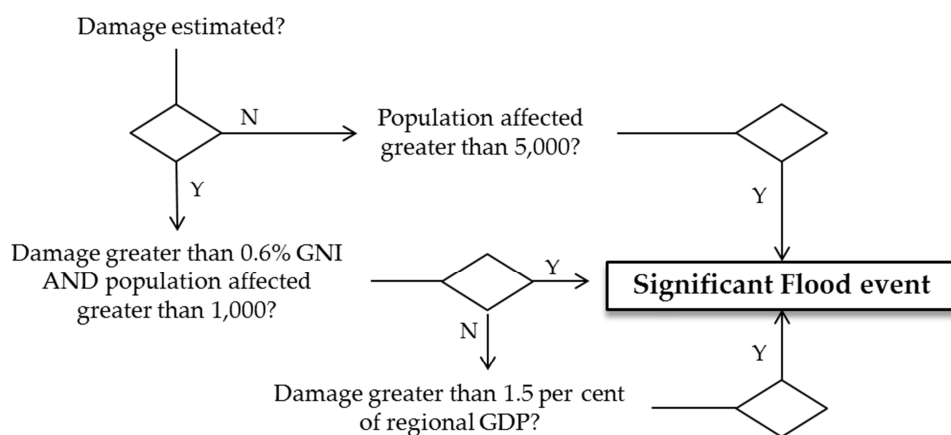 Damage estimated?
N
Population affected
greater than 5,000?
Y
Y
Damage greater than 0.6% GNI
AND population affected
greater than 1,000?
Y
Significant Flood event
N
Y
Damage greater than 1.5 per cent
of regional GDP?